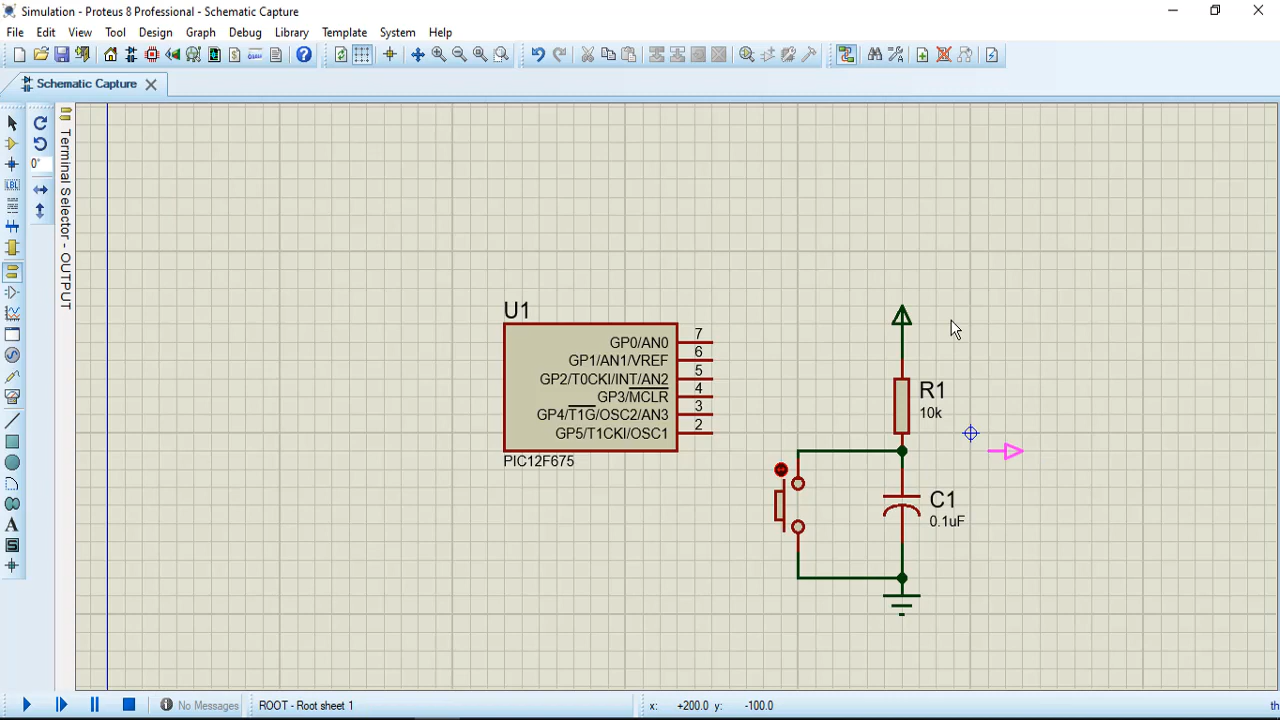 Simulation - Proteus 8 Professional - Schematic Capture
File Edit View Tool Design Graph Debug Library Template System Help
Schematic Capture
LBL
0°
Terminal Selector - OUTPUT
A
S
U1
GP0/AN0 7
GP1/AN1/VREF 6
GP2/T0CKI/INT/AN2 5
GP3/MCLR 4
GP4/T1G/OSC2/AN3 3
GP5/T1CKI/OSC1 2
PIC12F675
R1
10k
C1
0.1uF
No Messages
ROOT - Root sheet 1
x: +200.0 y: -100.0
th